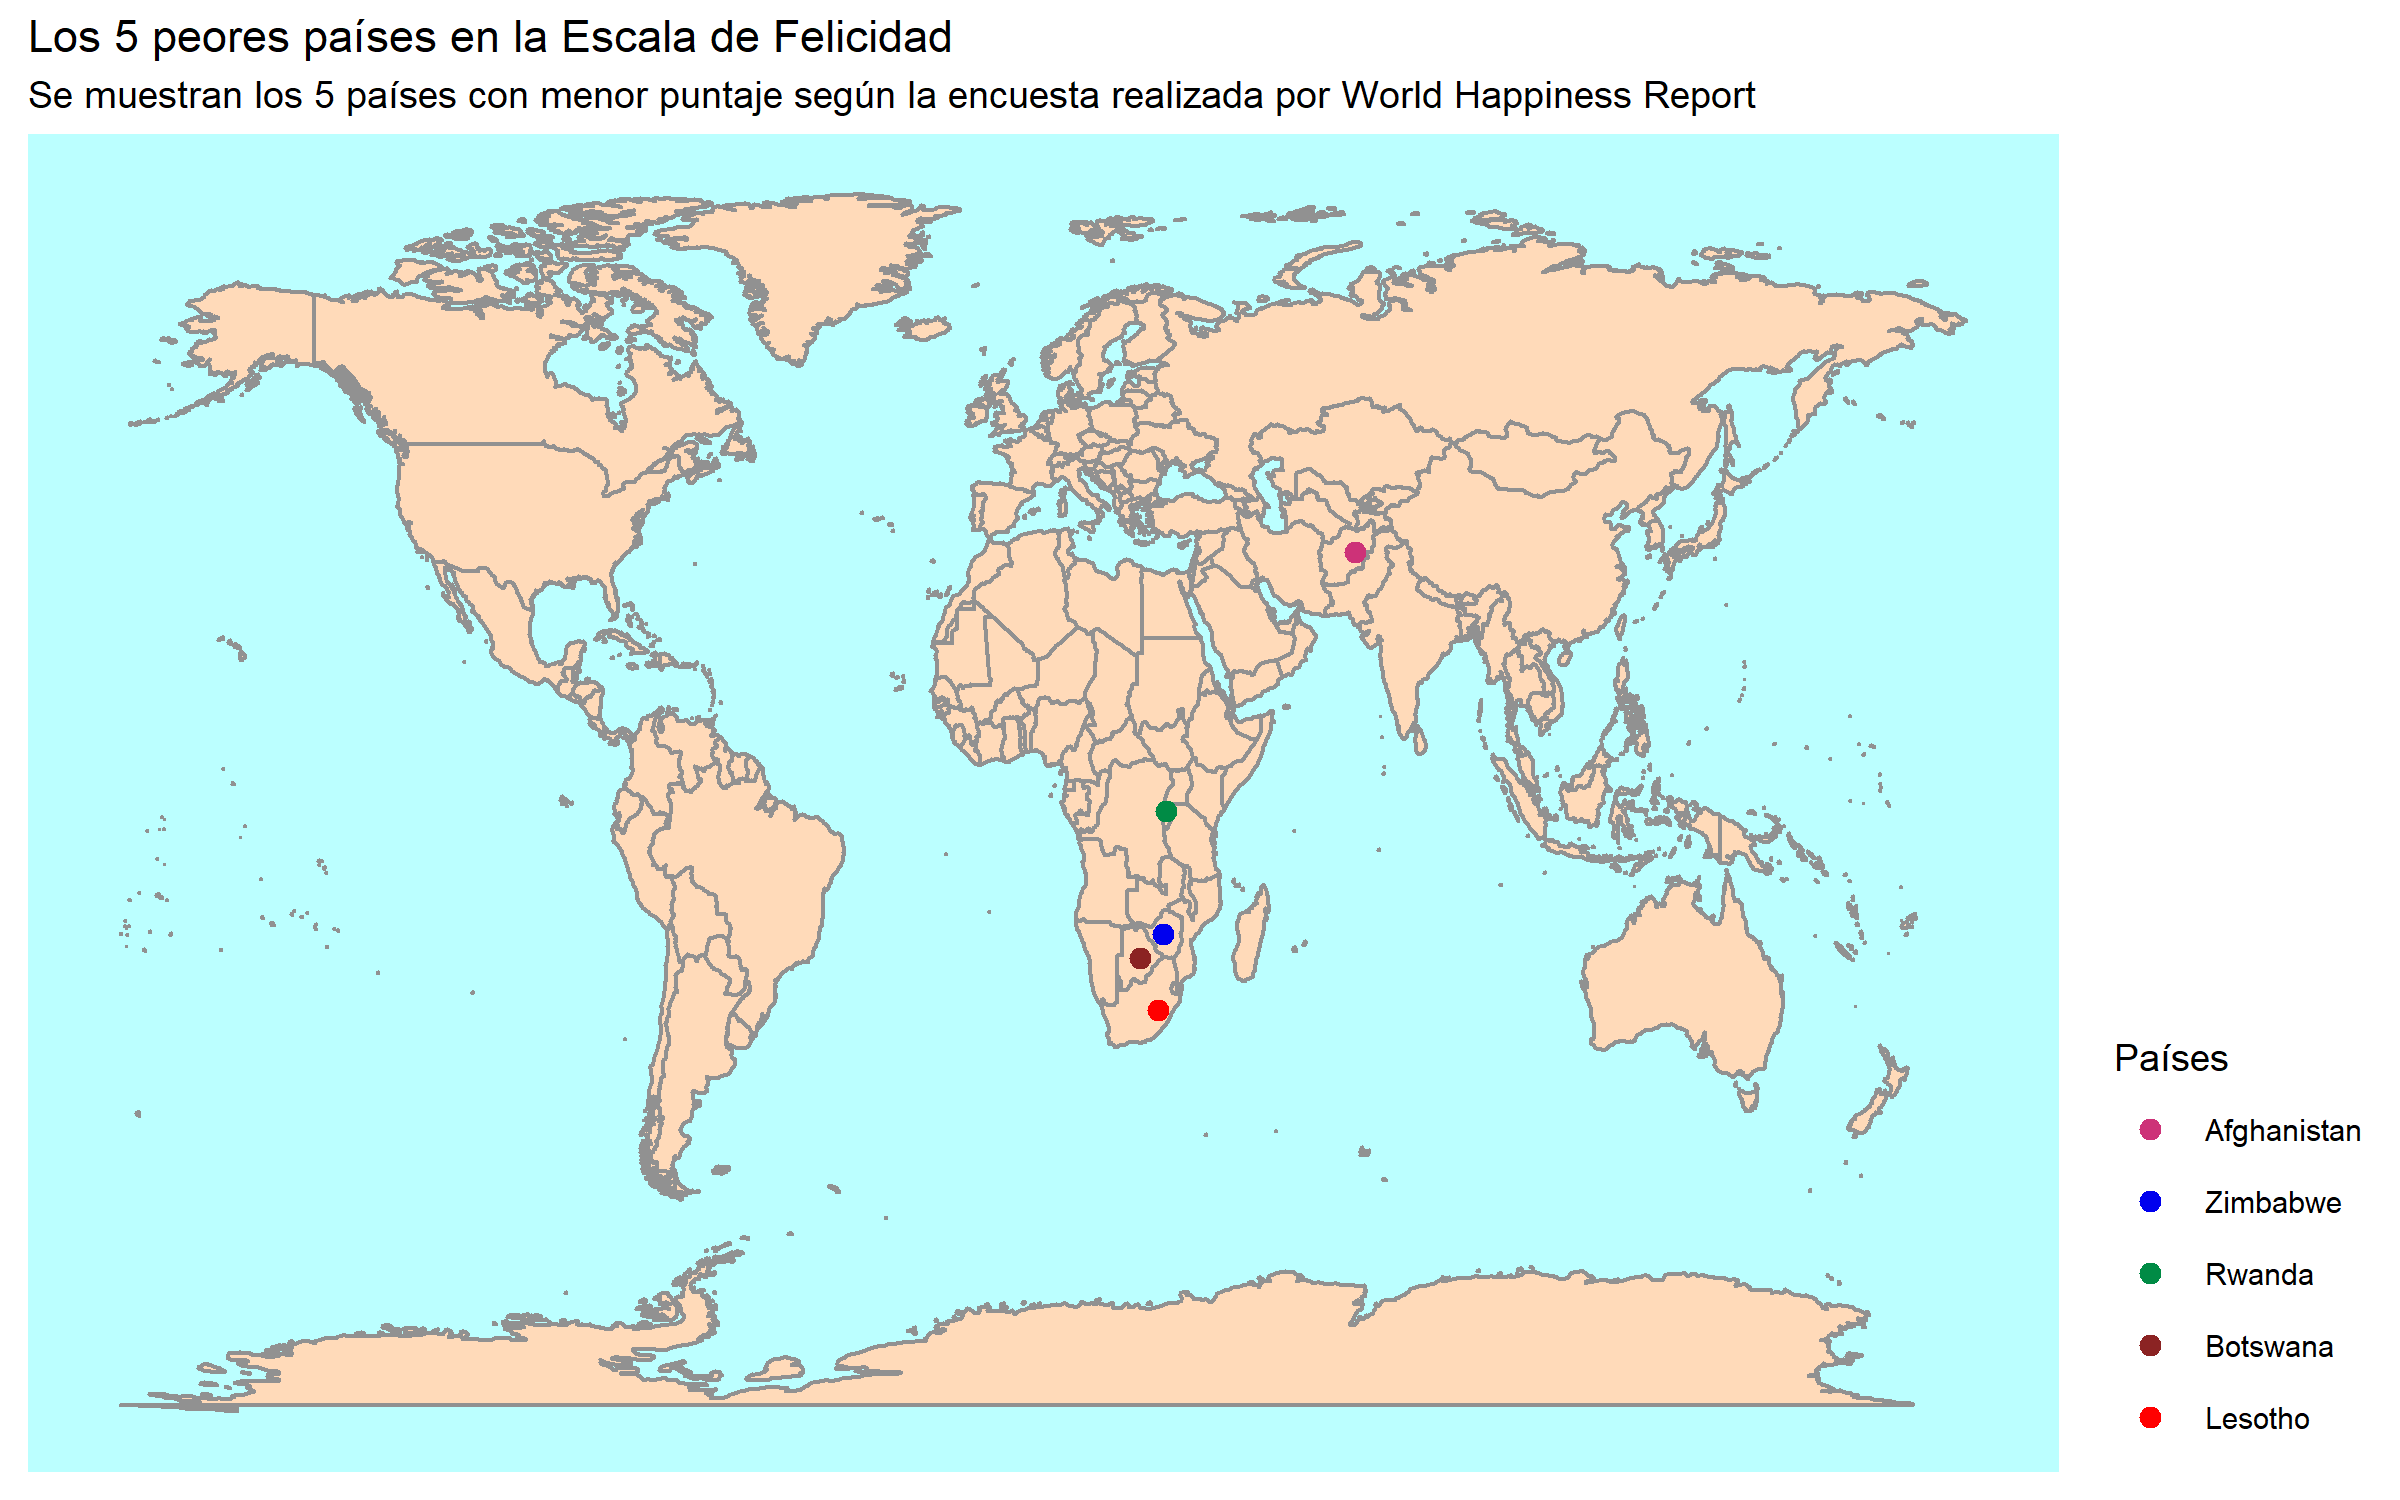 Los 5 peores países en la Escala de Felicidad
Se muestran los 5 países con menor puntaje según la encuesta realizada por World Happiness Report
Países
Afghanistan
Zimbabwe
Rwanda
Botswana
Lesotho